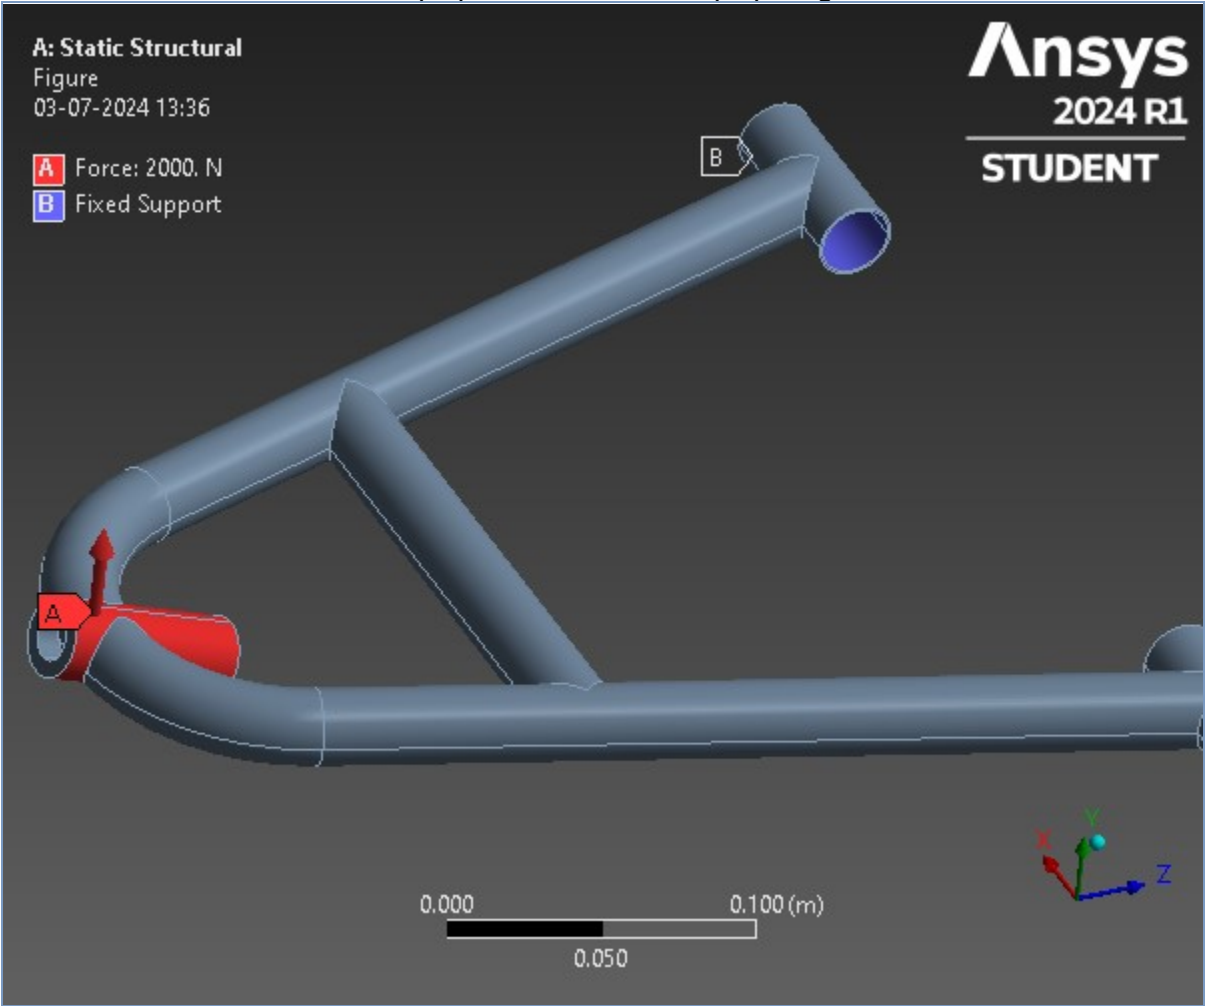 A: Static Structural
Figure
03-07-2024 13:36
A Force: 2000. N
B Fixed Support
Ansys
2024 R1
STUDENT
B
A
Y
X
Z
0.000 0.100 (m)
0.050